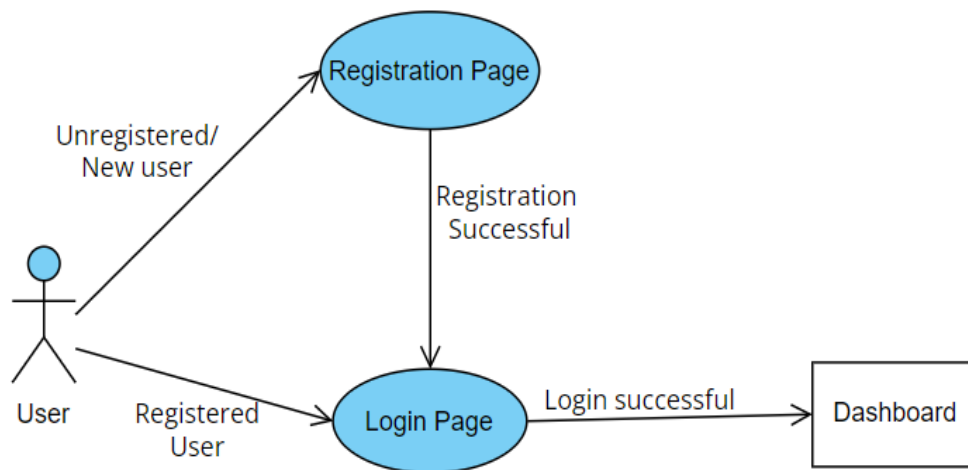 Registration Page
Unregistered/
New user
Registration
Successful
User
Registered
User
Login Page
Login successful
Dashboard